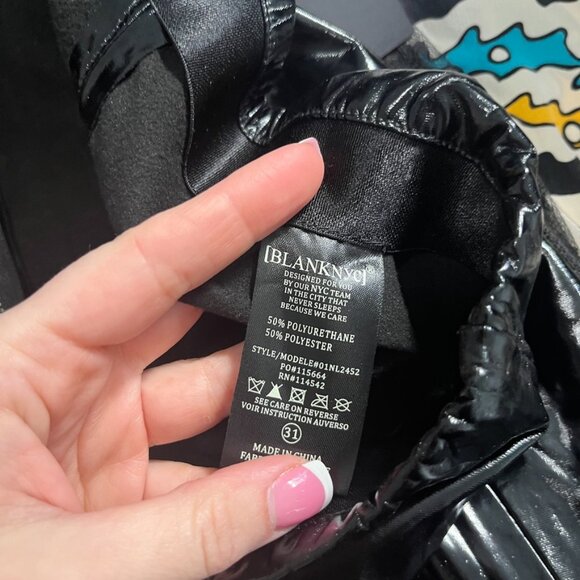 [BLANKNYC]®
DESIGNED FOR YOU
BY OUR NYC TEAM
IN THE CITY THAT
NEVER SLEEPS
BECAUSE WE CARE
50% POLYURETHANE
50% POLYESTER
STYLE/MODELE#01NL2452
PO#115664
RN#114542
SEE CARE ON REVERSE
VOIR INSTRUCTION AUVERSO
31
MADE IN CHINA